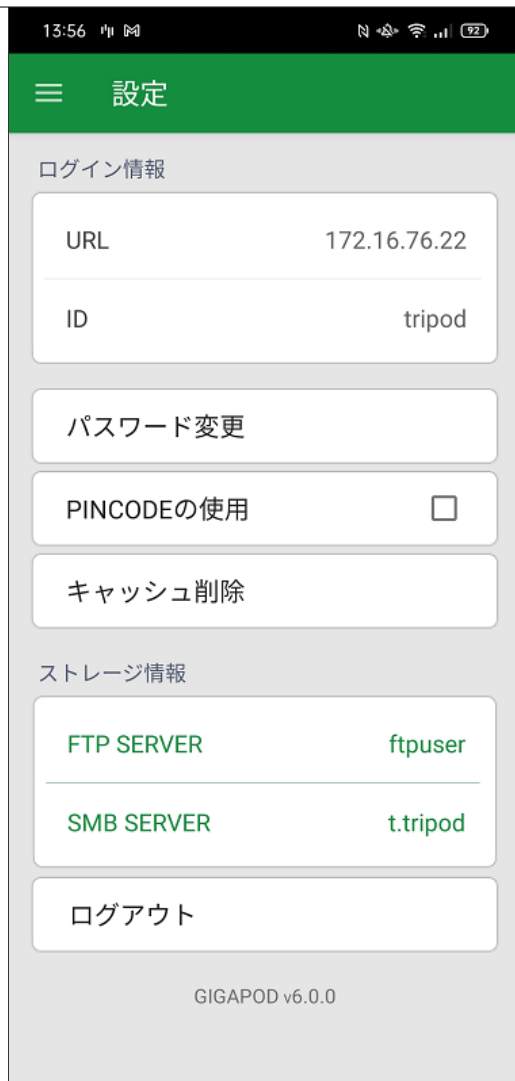 13:56
92
設定
ログイン情報
URL 172.16.76.22
ID tripod
パスワード変更
PINCODEの使用
キャッシュ削除
ストレージ情報
FTP SERVER ftpuser
SMB SERVER t.tripod
ログアウト
GIGAPOD v6.0.0